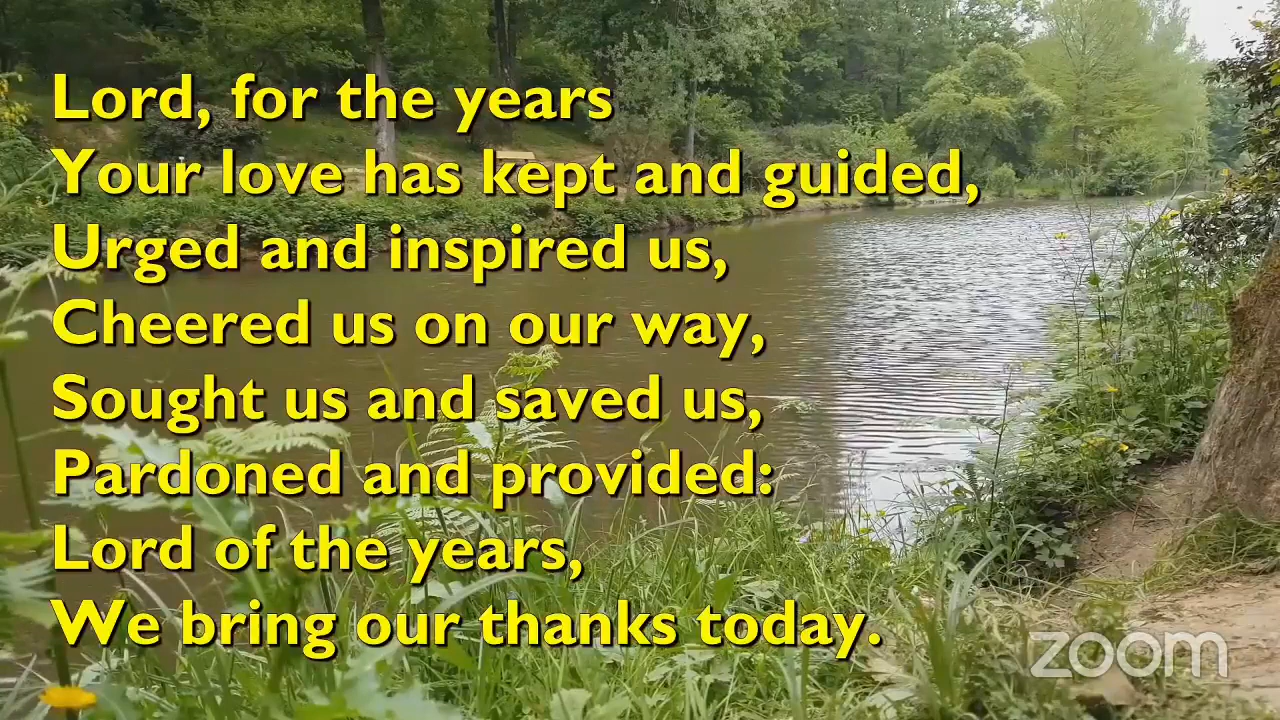 Lord, for the years
Your love has kept and guided,
Urged and inspired us,
Cheered us on our way,
Sought us and saved us,
Pardoned and provided:
Lord of the years,
We bring our thanks today.
zoom